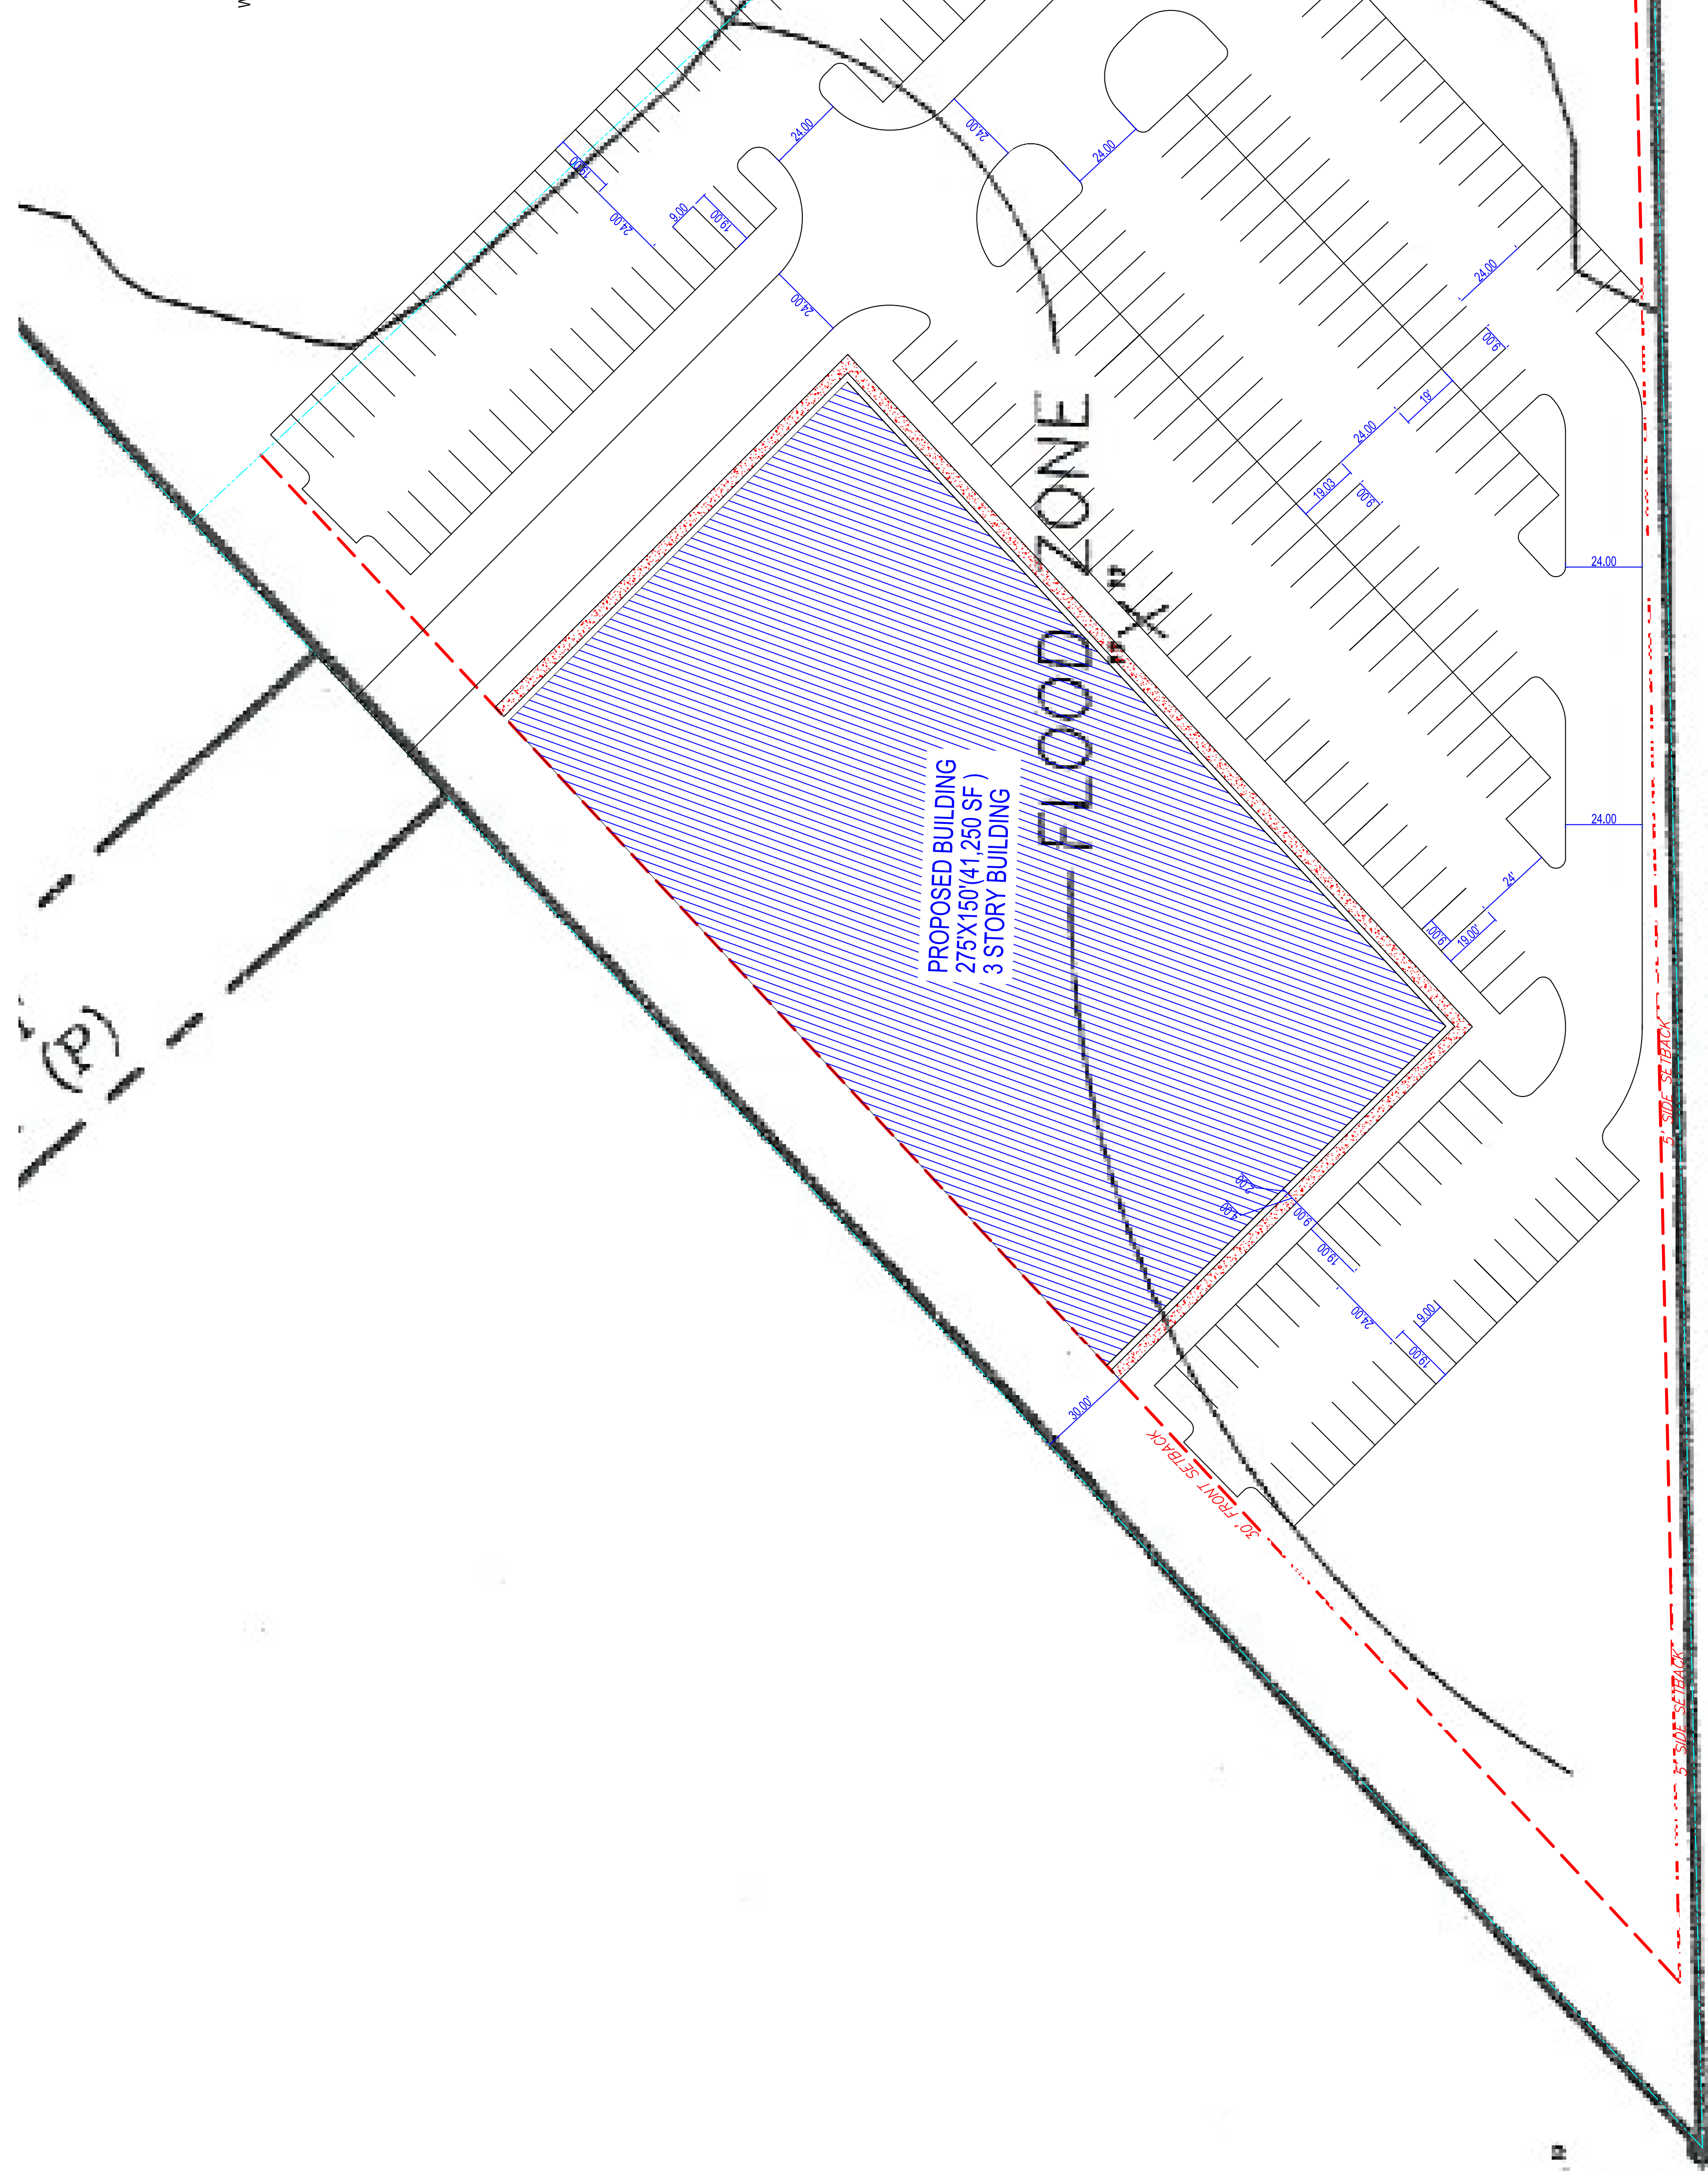 W
24.00
24.00
24.00
19.00
24.00
9.00
19.00
24.00
24.00
9.00
19'
24.00
19.03
9.00
24.00
24.00
24'
9.00'
19.00'
FLOOD ZONE
"X"
PROPOSED BUILDING
275'X150'(41,250 SF )
3 STORY BUILDING
(P)
2.00
4.00
9.00
19.00
24.00
9.00
19.00
30.00'
30' FRONT SETBACK
5' SIDE SETBACK
5' SIDE SETBACK